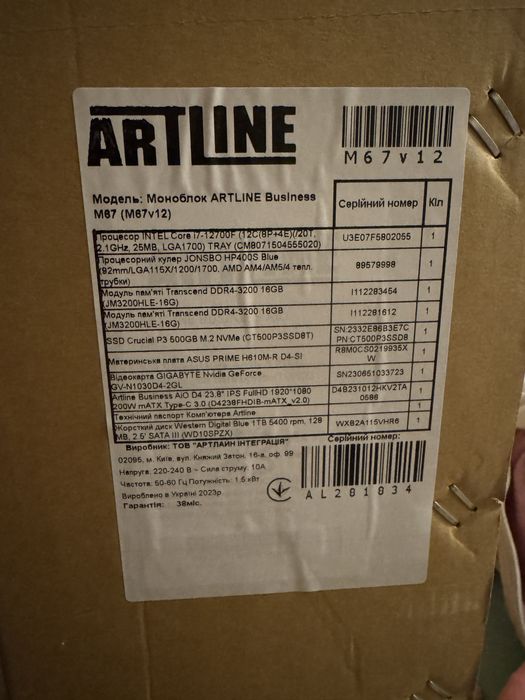 ARTLINE
M67v12
Модель: Моноблок ARTLINE Business
M67 (M67v12)
Серійний номер
Кіл
Процесор INTEL Core i7-12700F (12C(8P+4E)(/20T,
2.1GHz, 25MB, LGA1700) TRAY (CM8071504555020)
U3E07F5802055
1
Процесорний кулер JONSBO HP400S Blue
(92mm/LGA115X/1200/1700, AMD AM4/AM5/4 тепл.
трубки)
89579998
1
Модуль пам'яті Transcend DDR4-3200 16GB
(JM3200HLE-16G)
I112283454
1
Модуль пам'яті Transcend DDR4-3200 16GB
(JM3200HLE-16G)
I112281612
1
SSD Crucial P3 500GB M.2 NVMe (CT500P3SSD8T)
SN:2332E86B3E7C
PN:CT500P3SSD8
1
Материнська плата ASUS PRIME H610M-R D4-SI
R8M0CS0219935X
W
1
Відеокарта GIGABYTE Nvidia GeForce
GV-N1030D4-2GL
SN230651033723
1
Artline Business AiO D4 23.8" IPS FullHD 1920*1080
200W mATX Type-C 3.0 (D4238FHDIB-mATX_v2.0)
D4B231012HKV2TA
0586
1
Технічний паспорт Комп'ютера Artline
1
Жорсткий диск Western Digital Blue 1TB 5400 rpm, 128
MB, 2.5' SATA III (WD10SPZX)
WXB2A115VHR6
1
Виробник: ТОВ "АРТЛАЙН ІНТЕГРАЦІЯ"
02095, м. Київ, вул. Княжий Затон, 16-в, оф. 99
Напруга: 220-240 В ~ Сила струму: 10А
Частота: 50-60 Гц Потужність: 1,5 кВт
Вироблено в Україні 2023р.
Гарантія: 38міс.
Серійний номер:
AL281834